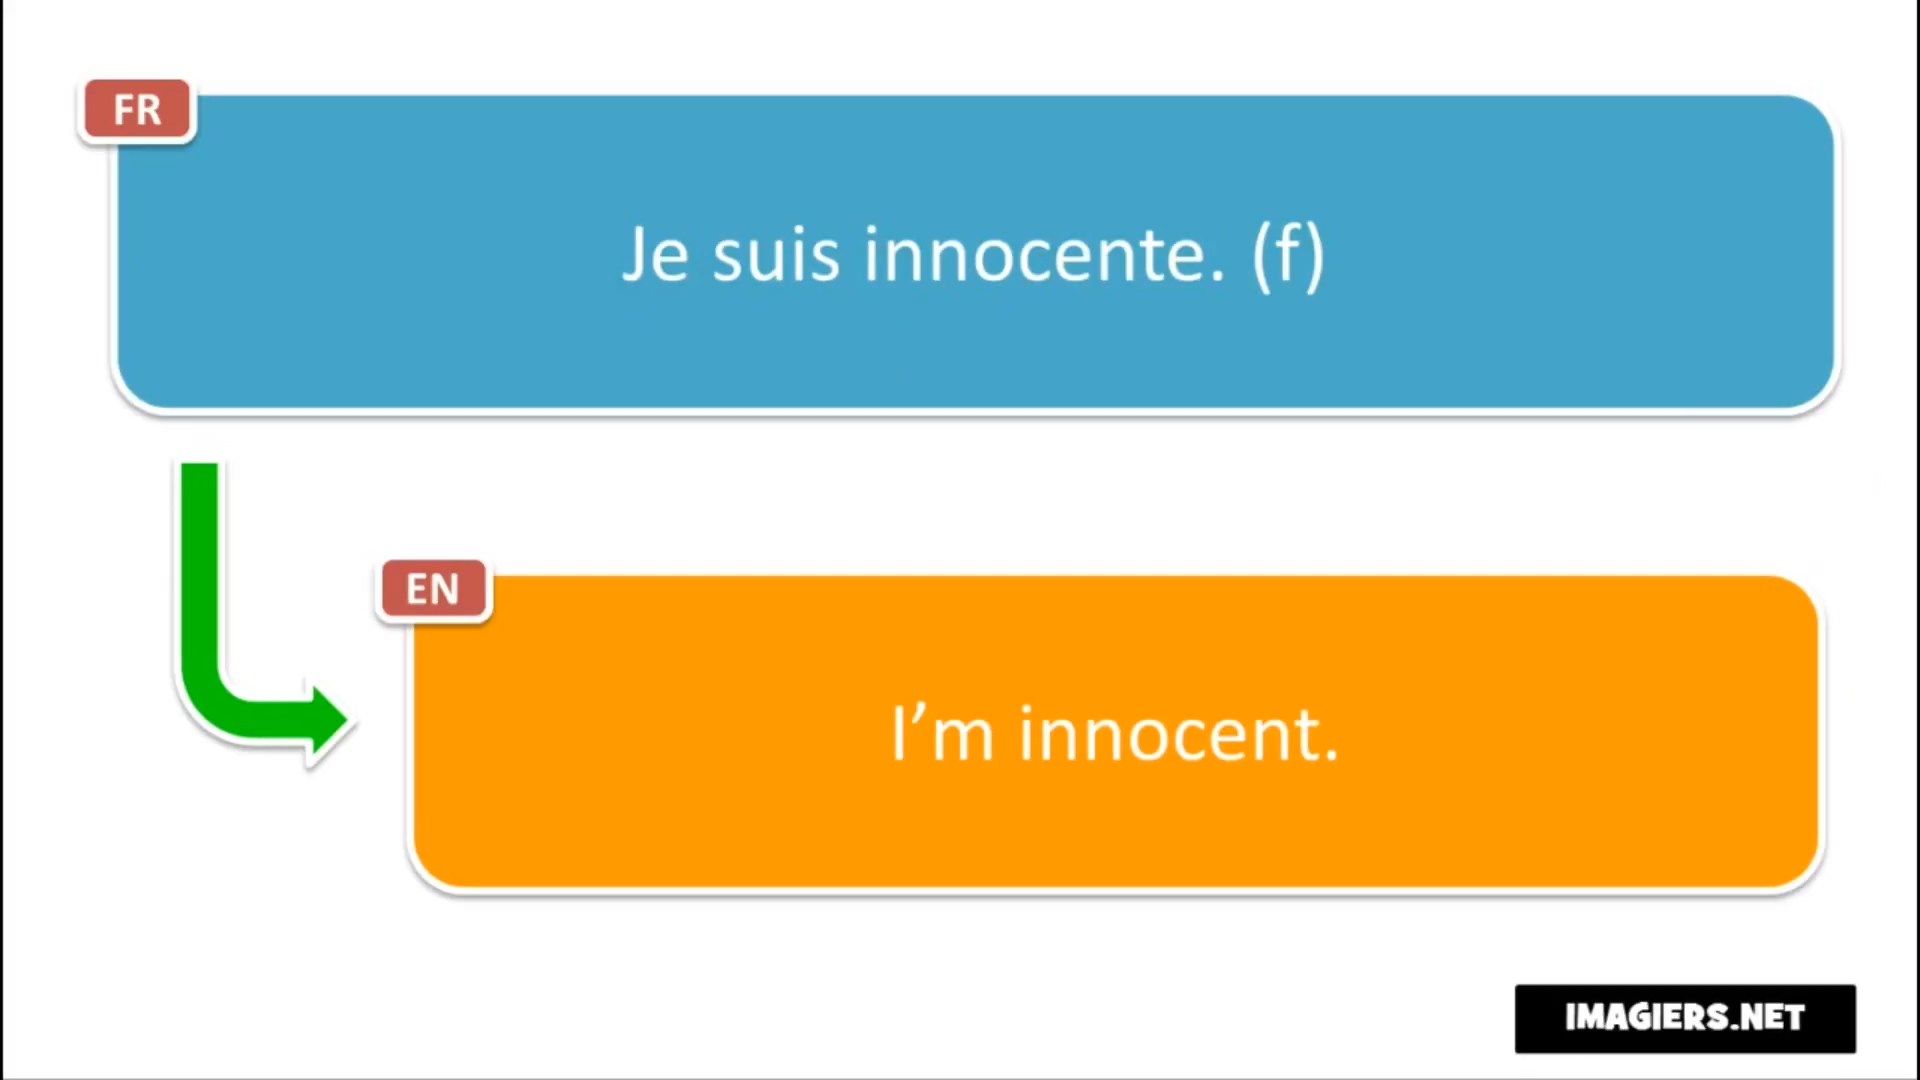 FR
Je suis innocente. (f)
EN
I’m innocent.
IMAGIERS.NET